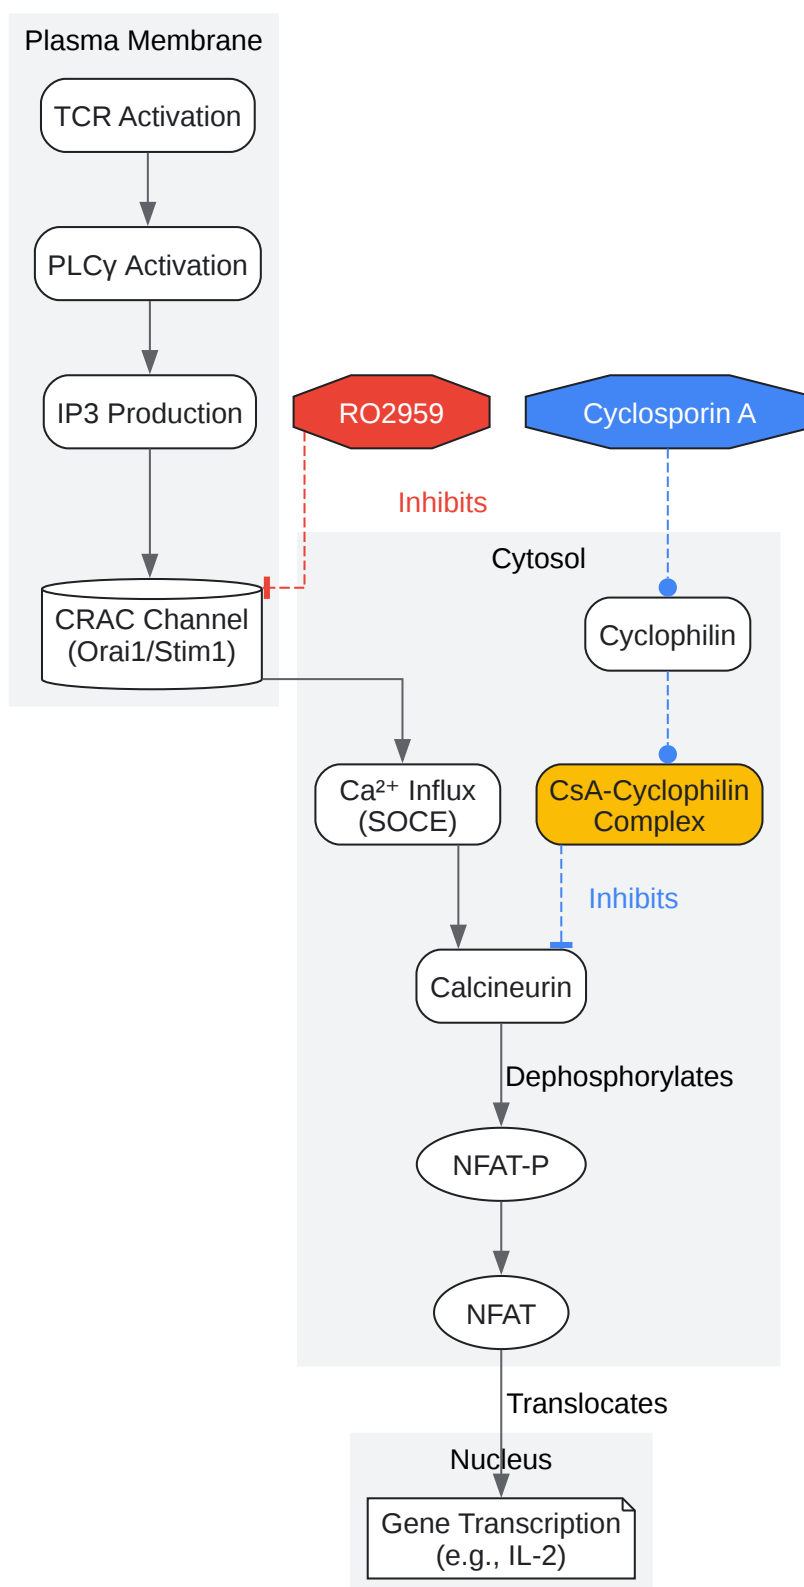 Plasma Membrane
TCR Activation
PLCγ Activation
IP3 Production
RO2959
Cyclosporin A
Inhibits
Cytosol
CRAC Channel
(Orai1/Stim1)
Cyclophilin
Ca²⁺ Influx
(SOCE)
CsA-Cyclophilin
Complex
Inhibits
Calcineurin
Dephosphorylates
NFAT-P
NFAT
Translocates
Nucleus
Gene Transcription
(e.g., IL-2)